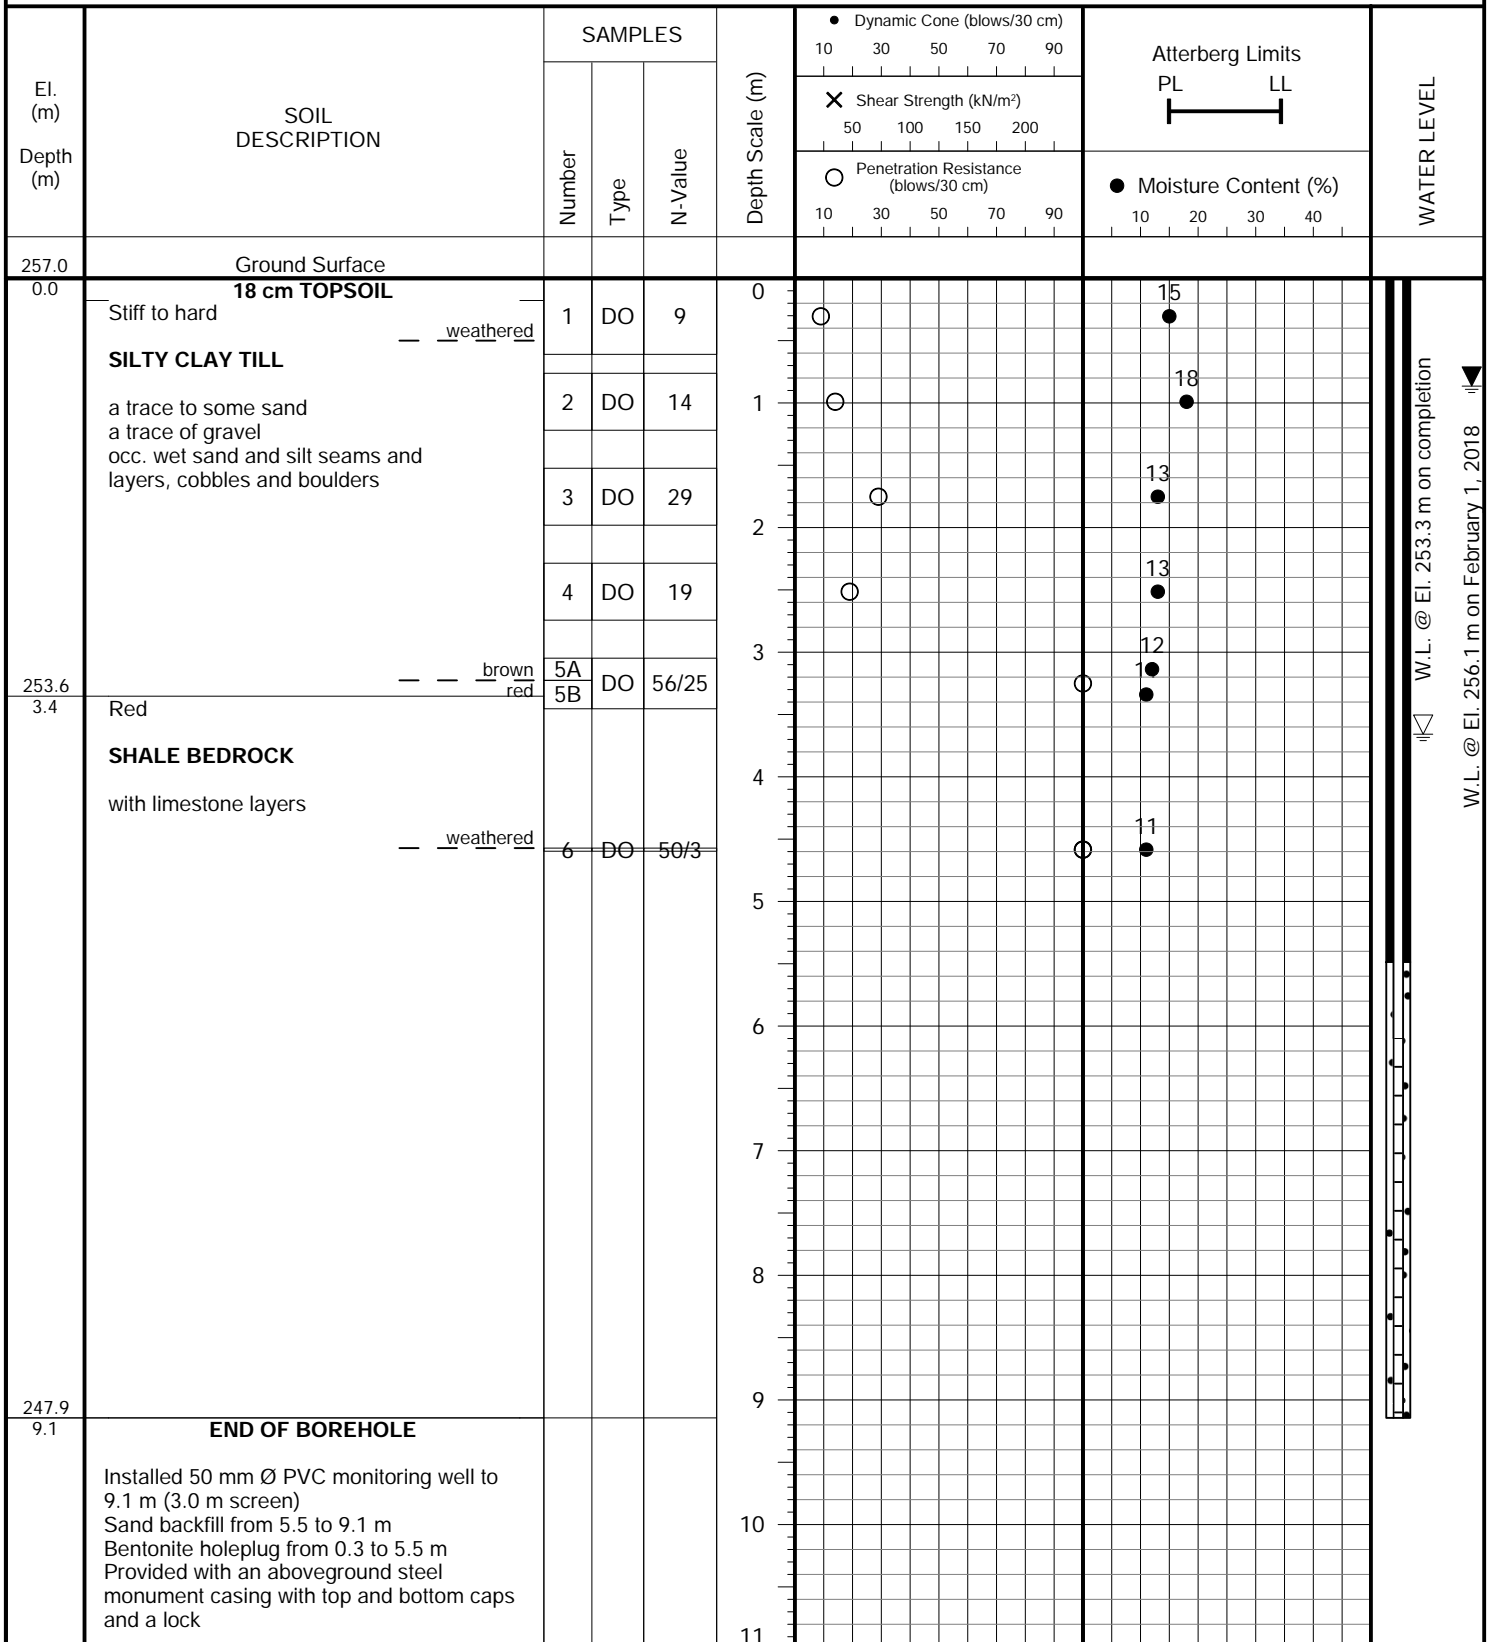 El.
(m)
Depth
(m)
SOIL
DESCRIPTION
SAMPLES
Number
Type
N-Value
Depth Scale (m)
● Dynamic Cone (blows/30 cm)
10 30 50 70 90
✕ Shear Strength (kN/m²)
50 100 150 200
○ Penetration Resistance
(blows/30 cm)
10 30 50 70 90
Atterberg Limits
PL LL
● Moisture Content (%)
10 20 30 40
WATER LEVEL
257.0 Ground Surface
0.0 18 cm TOPSOIL 0 15
Stiff to hard
weathered
1 DO 9
SILTY CLAY TILL
18
a trace to some sand
2 DO 14 1
a trace of gravel
occ. wet sand and silt seams and
layers, cobbles and boulders
13
3 DO 29
2
13
4 DO 19
3 12
brown 5A
253.6 red 5B DO 56/25
3.4 Red
SHALE BEDROCK
4
with limestone layers
weathered 11
6 DO 50/3
5
6
7
8
9
247.9
9.1 END OF BOREHOLE
Installed 50 mm Ø PVC monitoring well to
9.1 m (3.0 m screen)
Sand backfill from 5.5 to 9.1 m
10
Bentonite holeplug from 0.3 to 5.5 m
Provided with an aboveground steel
monument casing with top and bottom caps
and a lock
11
W.L. @ El. 253.3 m on completion
W.L. @ El. 256.1 m on February 1, 2018